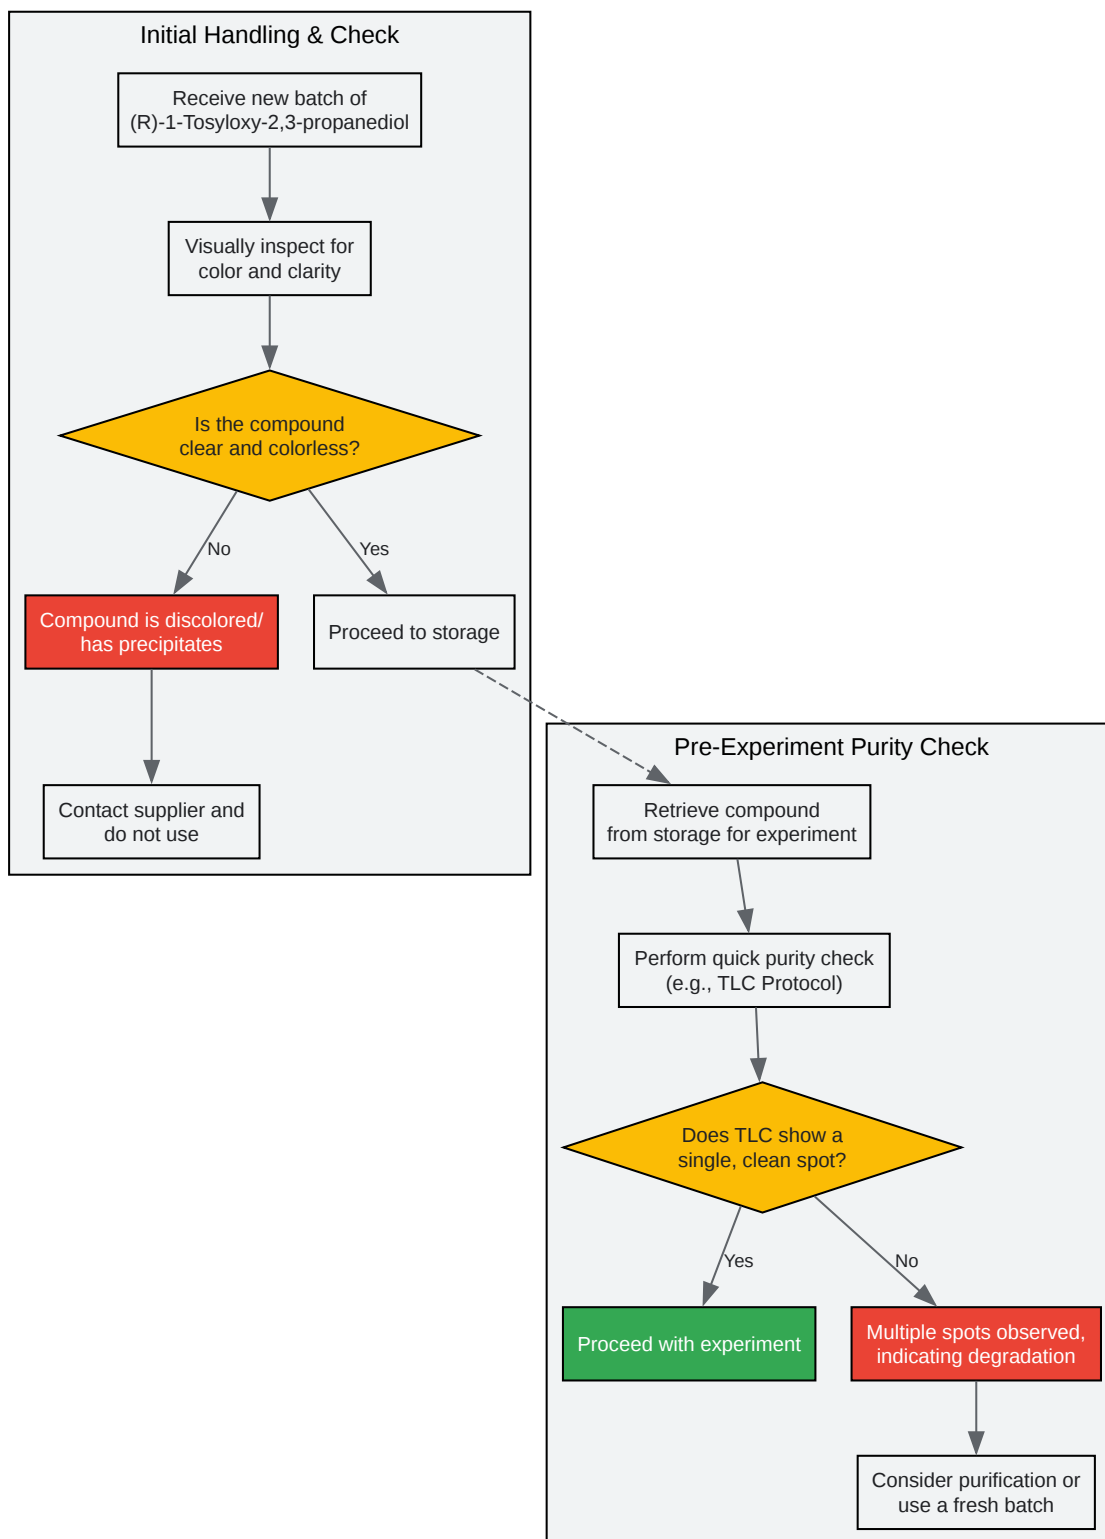 Initial Handling & Check
Receive new batch of
(R)-1-Tosyloxy-2,3-propanediol
Visually inspect for
color and clarity
Is the compound
clear and colorless?
No
Yes
Compound is discolored/
has precipitates
Proceed to storage
Contact supplier and
do not use
Pre-Experiment Purity Check
Retrieve compound
from storage for experiment
Perform quick purity check
(e.g., TLC Protocol)
Does TLC show a
single, clean spot?
Yes
No
Proceed with experiment
Multiple spots observed,
indicating degradation
Consider purification or
use a fresh batch